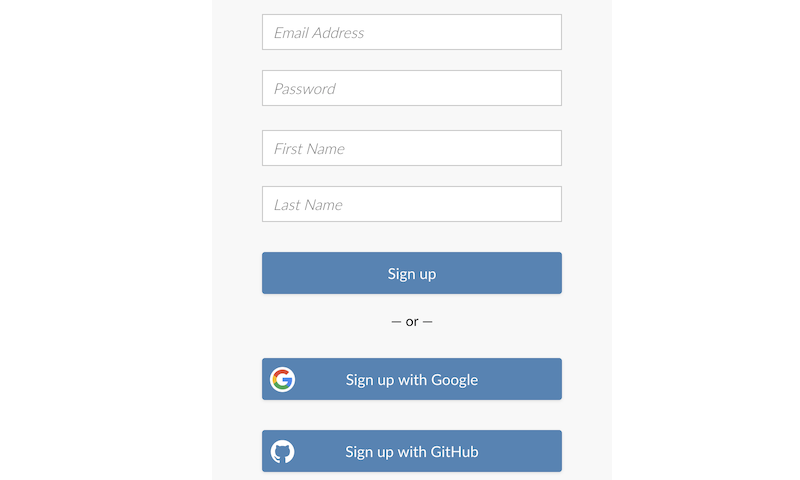 Email Address
Password
First Name
Last Name
Sign up
— or —
Sign up with Google
Sign up with GitHub